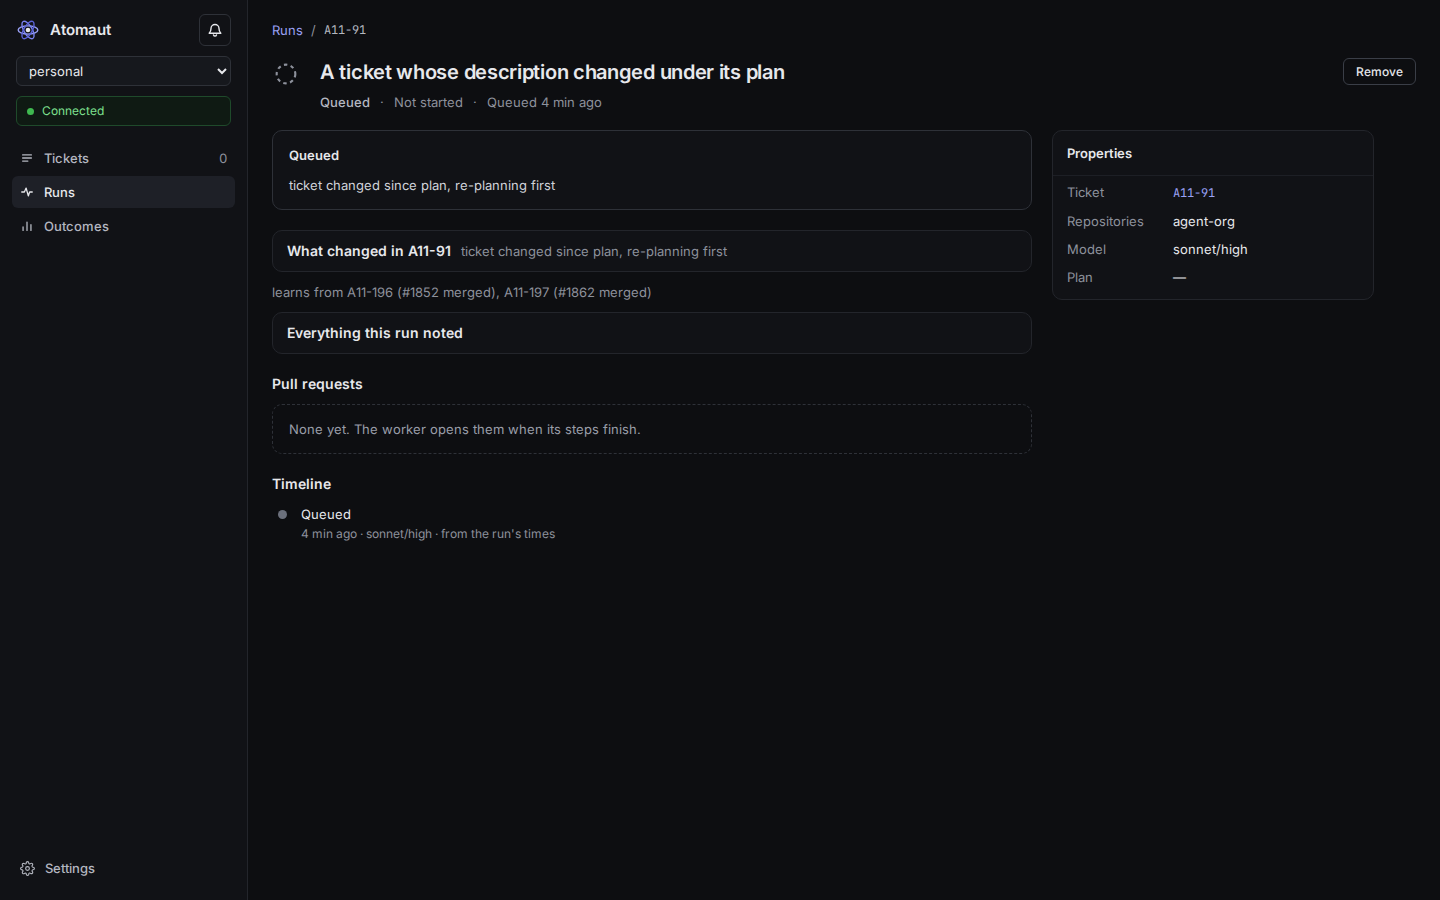 Atomaut
personal
Connected
Tickets 0
Runs
Outcomes
Settings
Runs / A11-91
A ticket whose description changed under its plan
Remove
Queued · Not started · Queued 4 min ago
Queued
ticket changed since plan, re-planning first
What changed in A11-91 ticket changed since plan, re-planning first
learns from A11-196 (#1852 merged), A11-197 (#1862 merged)
Everything this run noted
Pull requests
None yet. The worker opens them when its steps finish.
Timeline
Queued
4 min ago · sonnet/high · from the run's times
Properties
Ticket A11-91
Repositories agent-org
Model sonnet/high
Plan —